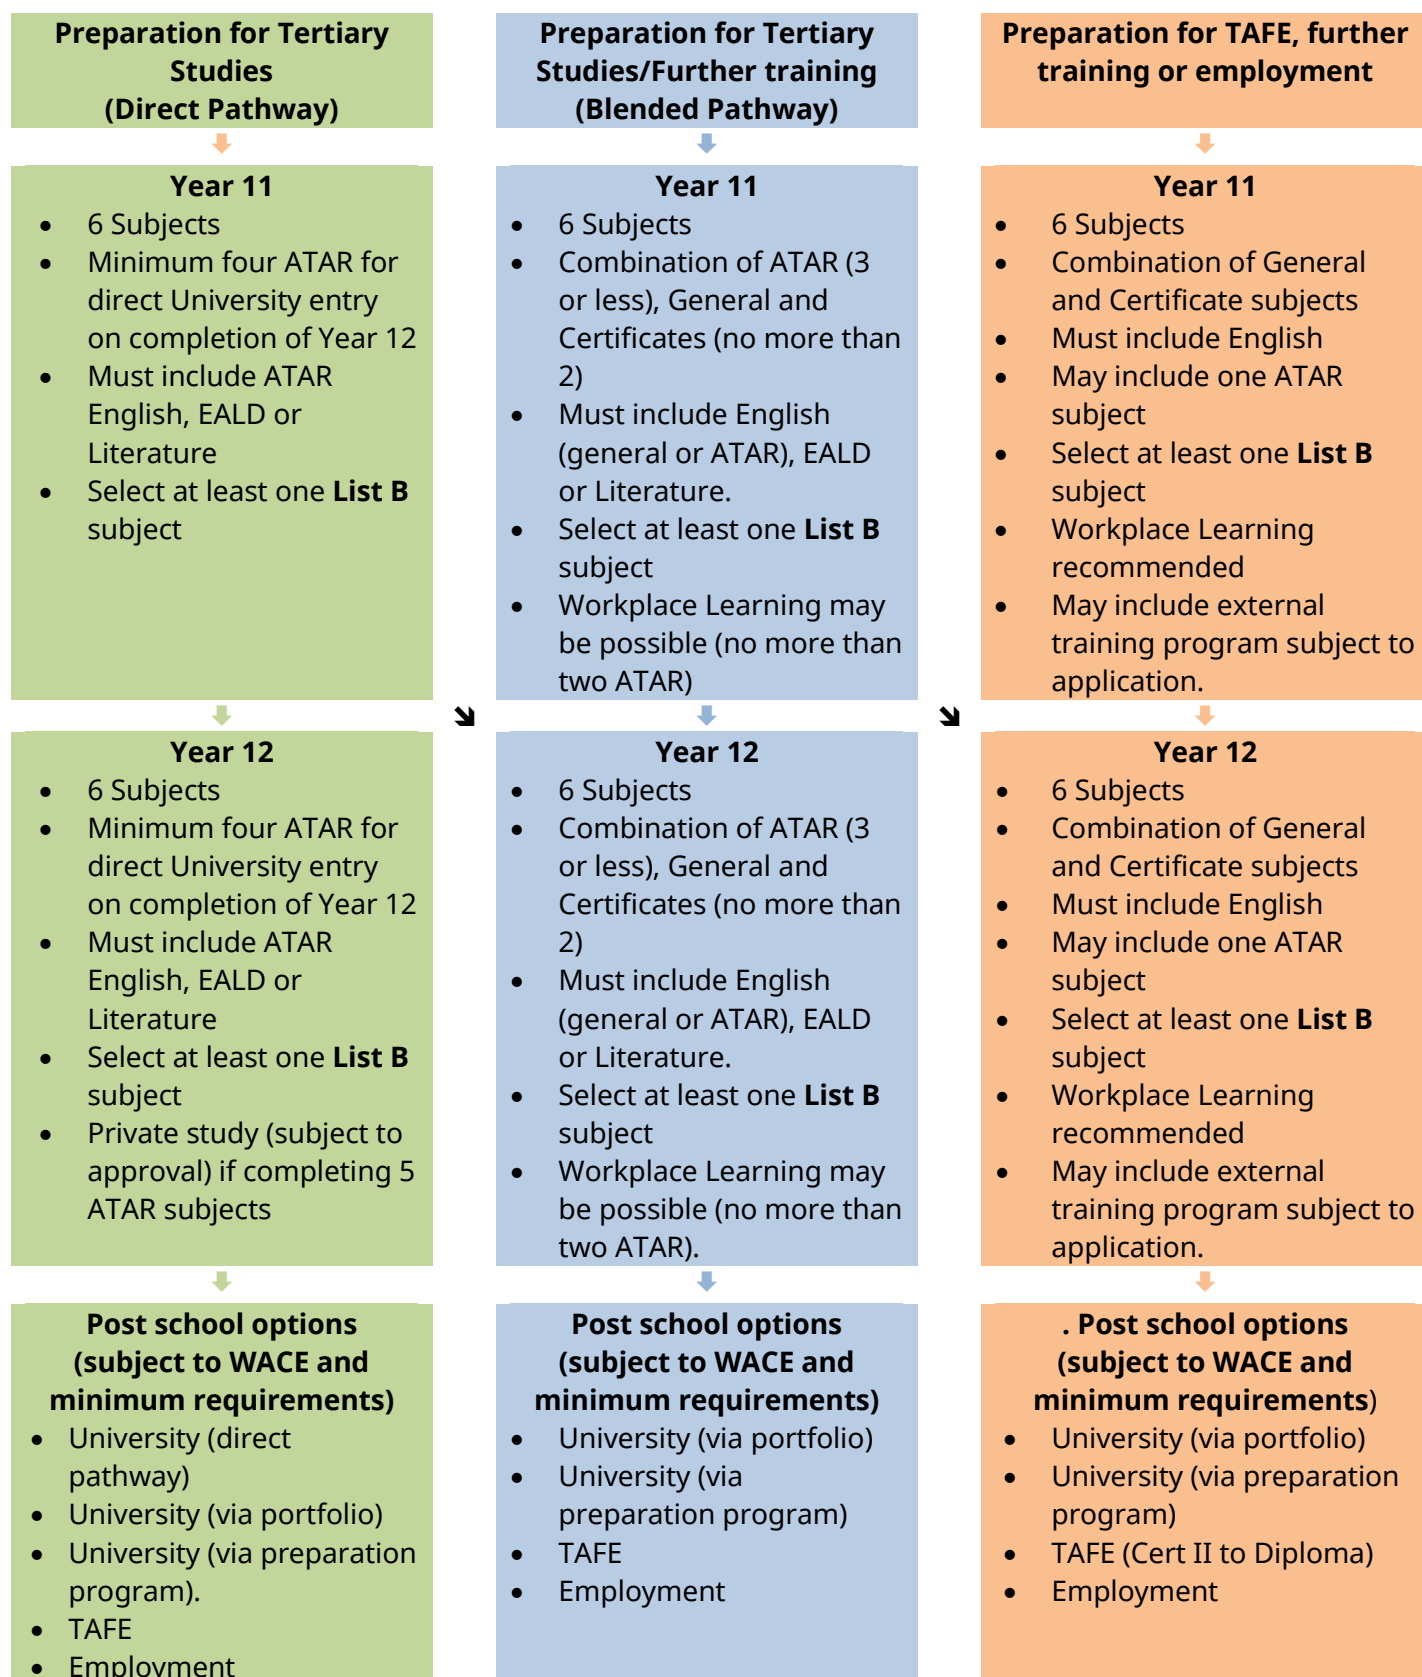 Preparation for Tertiary
Studies
(Direct Pathway)
Year 11
• 6 Subjects
• Minimum four ATAR for
direct University entry
on completion of Year 12
• Must include ATAR
English, EALD or
Literature
• Select at least one List B
subject
Year 12
• 6 Subjects
• Minimum four ATAR for
direct University entry
on completion of Year 12
• Must include ATAR
English, EALD or
Literature
• Select at least one List B
subject
• Private study (subject to
approval) if completing 5
ATAR subjects
Post school options
(subject to WACE and
minimum requirements)
• University (direct
pathway)
• University (via portfolio)
• University (via preparation
program).
• TAFE
• Employment
Preparation for Tertiary
Studies/Further training
(Blended Pathway)
Year 11
• 6 Subjects
• Combination of ATAR (3
or less), General and
Certificates (no more than
2)
• Must include English
(general or ATAR), EALD
or Literature.
• Select at least one List B
subject
• Workplace Learning may
be possible (no more than
two ATAR)
Year 12
• 6 Subjects
• Combination of ATAR (3
or less), General and
Certificates (no more than
2)
• Must include English
(general or ATAR), EALD
or Literature.
• Select at least one List B
subject
• Workplace Learning may
be possible (no more than
two ATAR).
Post school options
(subject to WACE and
minimum requirements)
• University (via portfolio)
• University (via
preparation program)
• TAFE
• Employment
Preparation for TAFE, further
training or employment
Year 11
• 6 Subjects
• Combination of General
and Certificate subjects
• Must include English
• May include one ATAR
subject
• Select at least one List B
subject
• Workplace Learning
recommended
• May include external
training program subject to
application.
Year 12
• 6 Subjects
• Combination of General
and Certificate subjects
• Must include English
• May include one ATAR
subject
• Select at least one List B
subject
• Workplace Learning
recommended
• May include external
training program subject to
application.
. Post school options
(subject to WACE and
minimum requirements)
• University (via portfolio)
• University (via preparation
program)
• TAFE (Cert II to Diploma)
• Employment